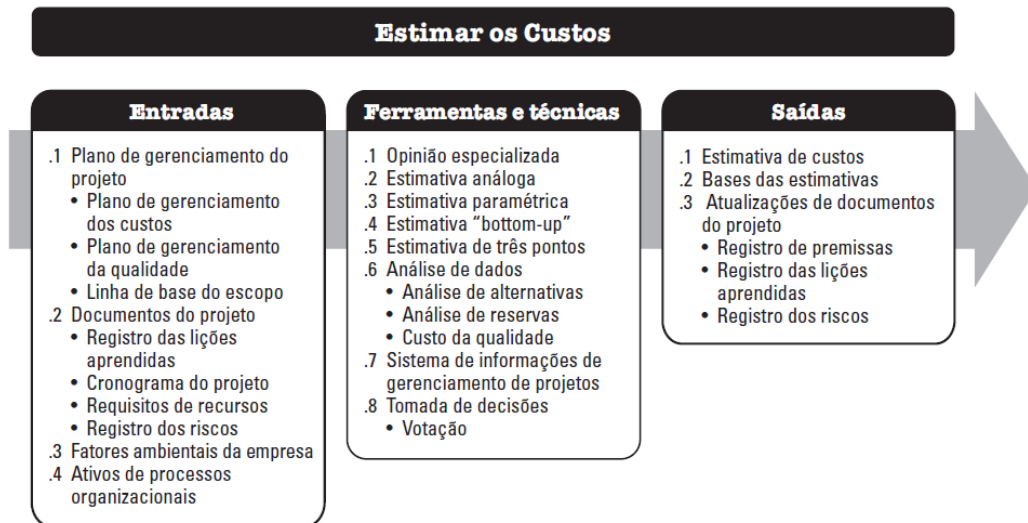 Estimar os Custos
Entradas
.1 Plano de gerenciamento do
projeto
• Plano de gerenciamento
dos custos
• Plano de gerenciamento
da qualidade
• Linha de base do escopo
.2 Documentos do projeto
• Registro das lições
aprendidas
• Cronograma do projeto
• Requisitos de recursos
• Registro dos riscos
.3 Fatores ambientais da empresa
.4 Ativos de processos
organizacionais
Ferramentas e técnicas
.1 Opinião especializada
.2 Estimativa análoga
.3 Estimativa paramétrica
.4 Estimativa “bottom-up”
.5 Estimativa de três pontos
.6 Análise de dados
• Análise de alternativas
• Análise de reservas
• Custo da qualidade
.7 Sistema de informações de
gerenciamento de projetos
.8 Tomada de decisões
• Votação
Saídas
.1 Estimativa de custos
.2 Bases das estimativas
.3 Atualizações de documentos
do projeto
• Registro de premissas
• Registro das lições
aprendidas
• Registro dos riscos